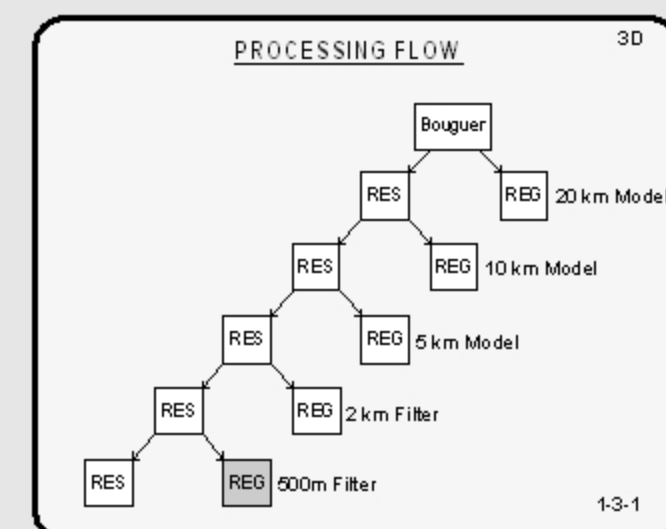 3D
PROCESSING FLOW
Bouguer
RES REG 20 km Model
RES REG 10 km Model
RES REG 5 km Model
RES REG 2 km Filter
RES REG 500m Filter
1-3-1